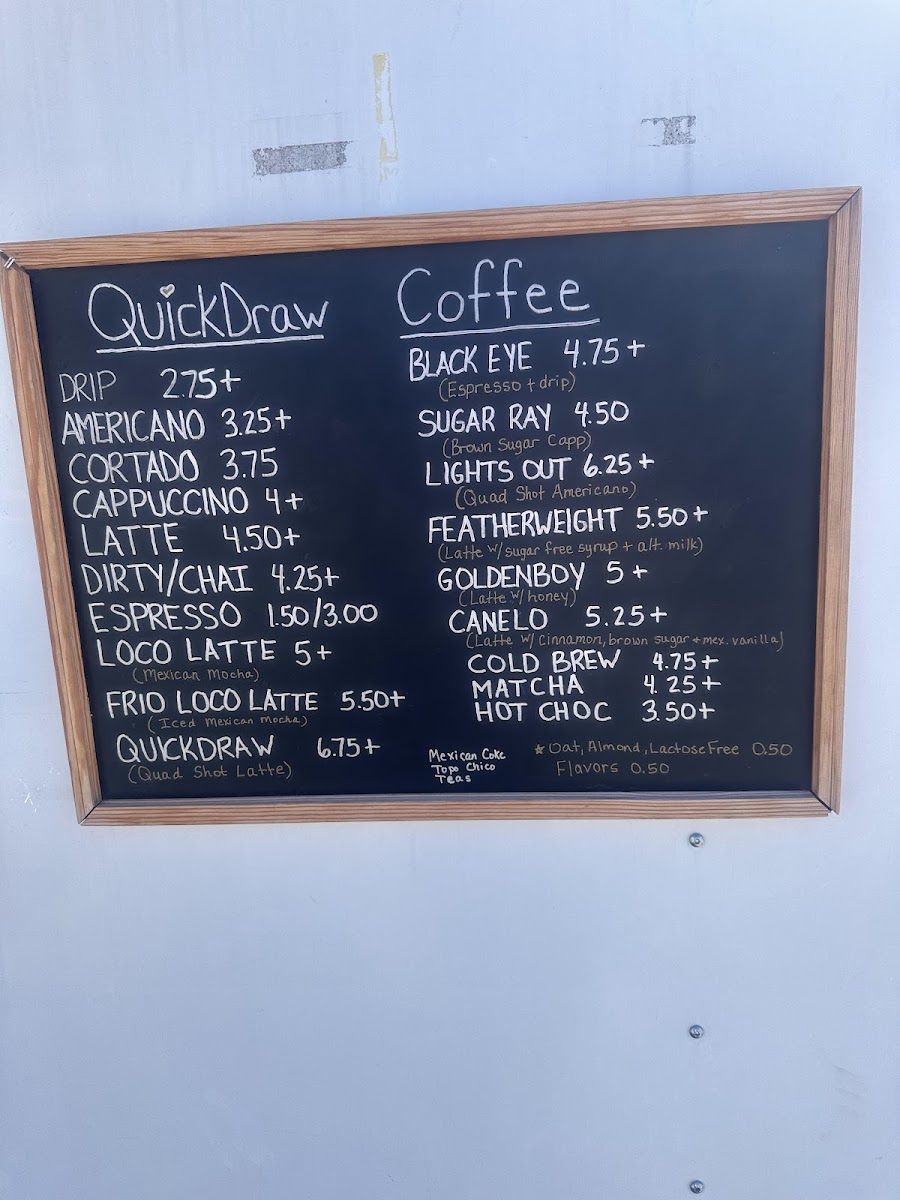 QuickDraw Coffee
DRIP 2.75+
AMERICANO 3.25+
CORTADO 3.75
CAPPUCCINO 4+
LATTE 4.50+
DIRTY/CHAI 4.25+
ESPRESSO 1.50/3.00
LOCO LATTE 5+
(Mexican Mocha)
FRIO LOCO LATTE 5.50+
(Iced Mexican Mocha)
QUICKDRAW 6.75+
(Quad Shot Latte)
BLACK EYE 4.75+
(Espresso + drip)
SUGAR RAY 4.50
(Brown Sugar Capp)
LIGHTS OUT 6.25+
(Quad Shot Americano)
FEATHERWEIGHT 5.50+
(Latte w/sugar free syrup + alt. milk)
GOLDENBOY 5+
(Latte w/honey)
CANELO 5.25+
(Latte w/ cinnamon, brown sugar + mex. vanilla)
COLD BREW 4.75+
MATCHA 4.25+
HOT CHOC 3.50+
Mexican Coke
Topo Chico
Teas
★ Oat, Almond, Lactose Free 0.50
Flavors 0.50